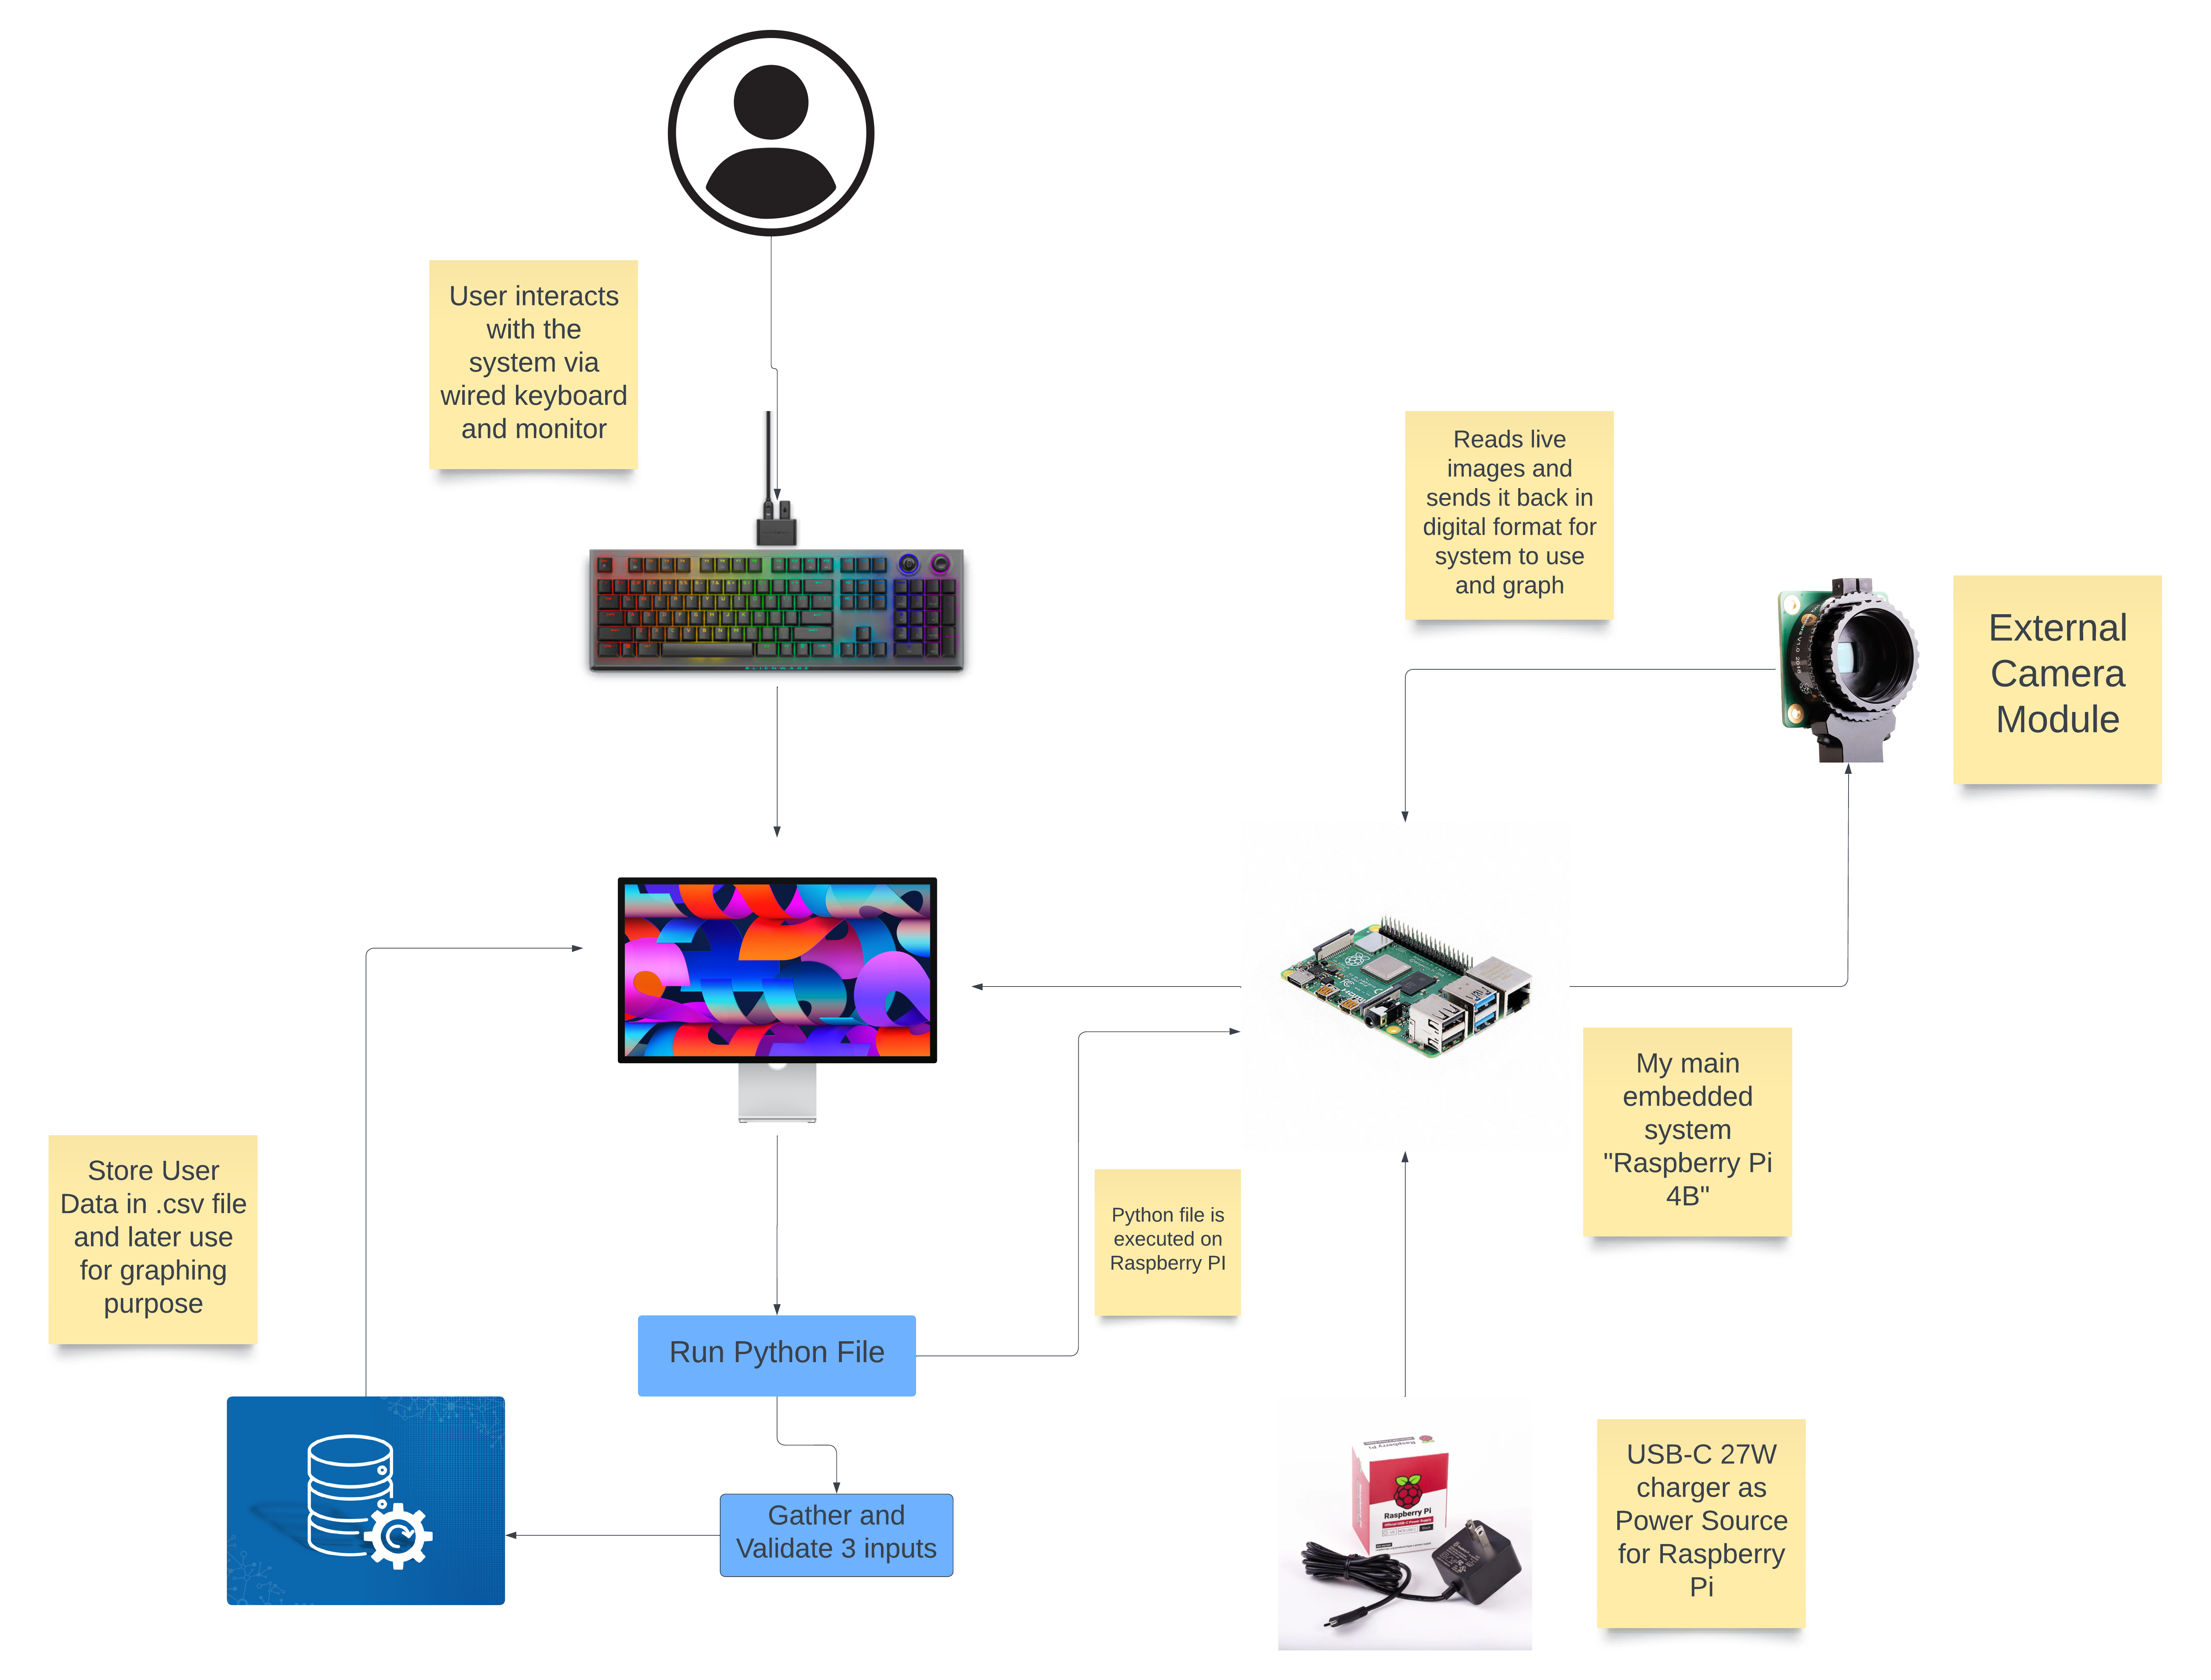 User interacts
with the
system via
wired keyboard
and monitor
Reads live
images and
sends it back in
digital format for
system to use
and graph
External
Camera
Module
ALIENWARE
My main
embedded
system
"Raspberry Pi
4B"
Store User
Data in .csv file
and later use
for graphing
purpose
Python file is
executed on
Raspberry PI
Run Python File
Gather and
Validate 3 inputs
Raspberry Pi
USB-C 27W
charger as
Power Source
for Raspberry
Pi